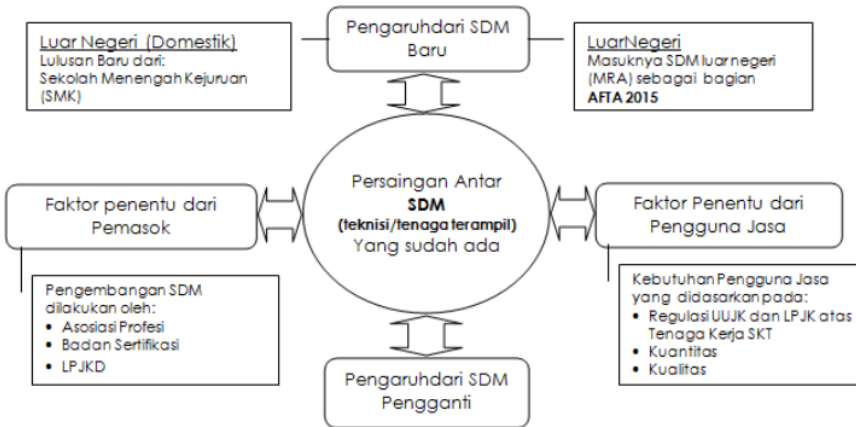 Pengaruhdari SDM
Baru
Luar Negeri (Domestik)
Lulusan Baru dari:
Sekolah Menengah Kejuruan
(SMK)
LuarNegeri
Masuknya SDM luar negeri
(MRA) sebagai bagian
AFTA 2015
Persaingan Antar
SDM
(teknisi/tenaga terampil)
Yang sudah ada
Faktor penentu dari
Pemasok
Faktor Penentu dari
Pengguna Jasa
Pengembangan SDM
dilakukan oleh:
• Asosiasi Profesi
• Badan Sertifikasi
• LPJKD
Kebutuhan Pengguna Jasa
yang didasarkan pada:
• Regulasi UUJK dan LPJK atas
Tenaga Kerja SKT
• Kuantitas
• Kualitas
Pengaruhdari SDM
Pengganti